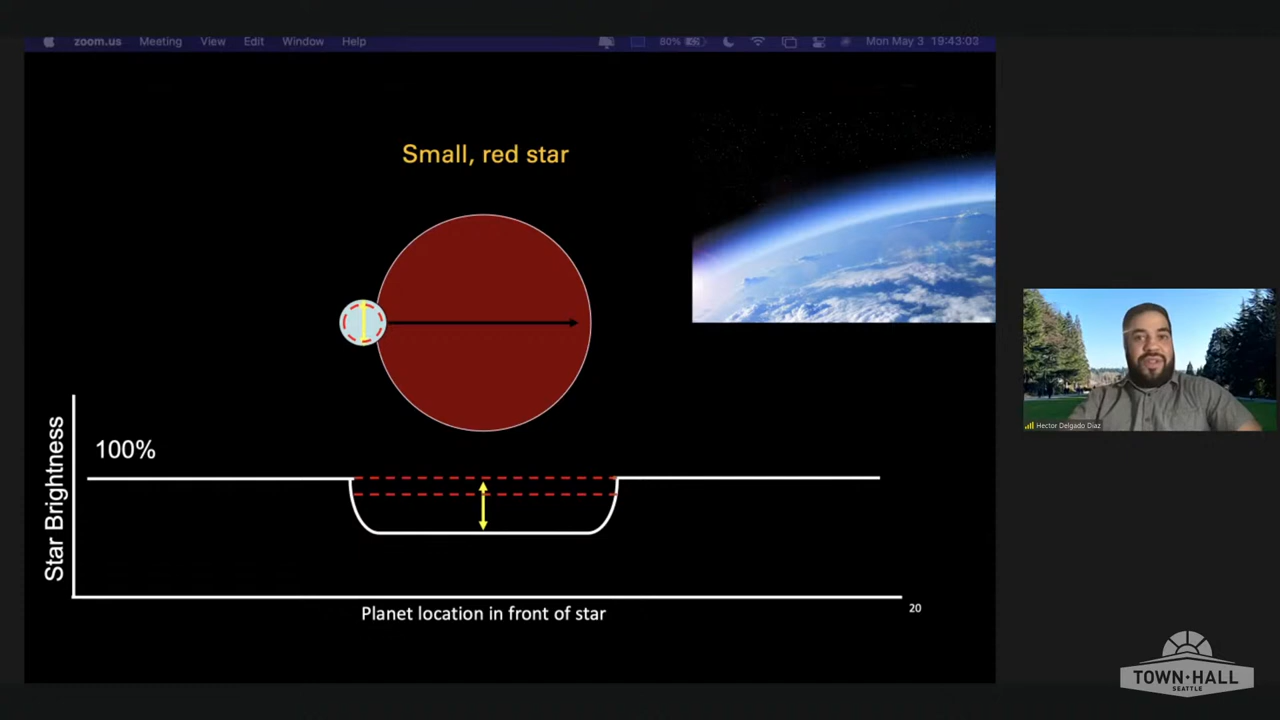 zoom.us Meeting View Edit Window Help 80% Mon May 3 19:43:03
Small, red star
Hector Delgado Diaz
100%
Star Brightness
Planet location in front of star
20
TOWN·HALL
SEATTLE